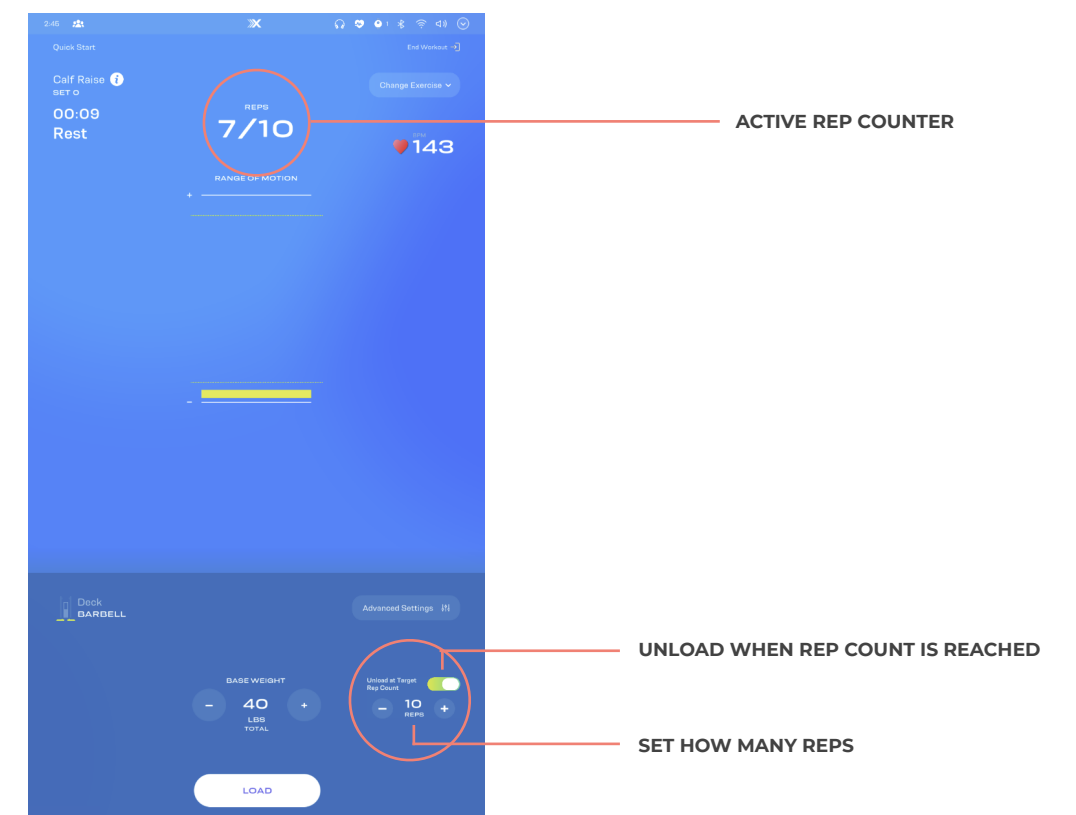 2:45
Quick Start
End Workout
Calf Raise
SET 0
Change Exercise
00:09
Rest
REPS
7/10
ACTIVE REP COUNTER
BPM
143
RANGE OF MOTION
+
–
Deck
BARBELL
Advanced Settings
UNLOAD WHEN REP COUNT IS REACHED
BASE WEIGHT
Unload at Target
Rep Count
– 40 +
LBS
TOTAL
– 10 +
REPS
SET HOW MANY REPS
LOAD